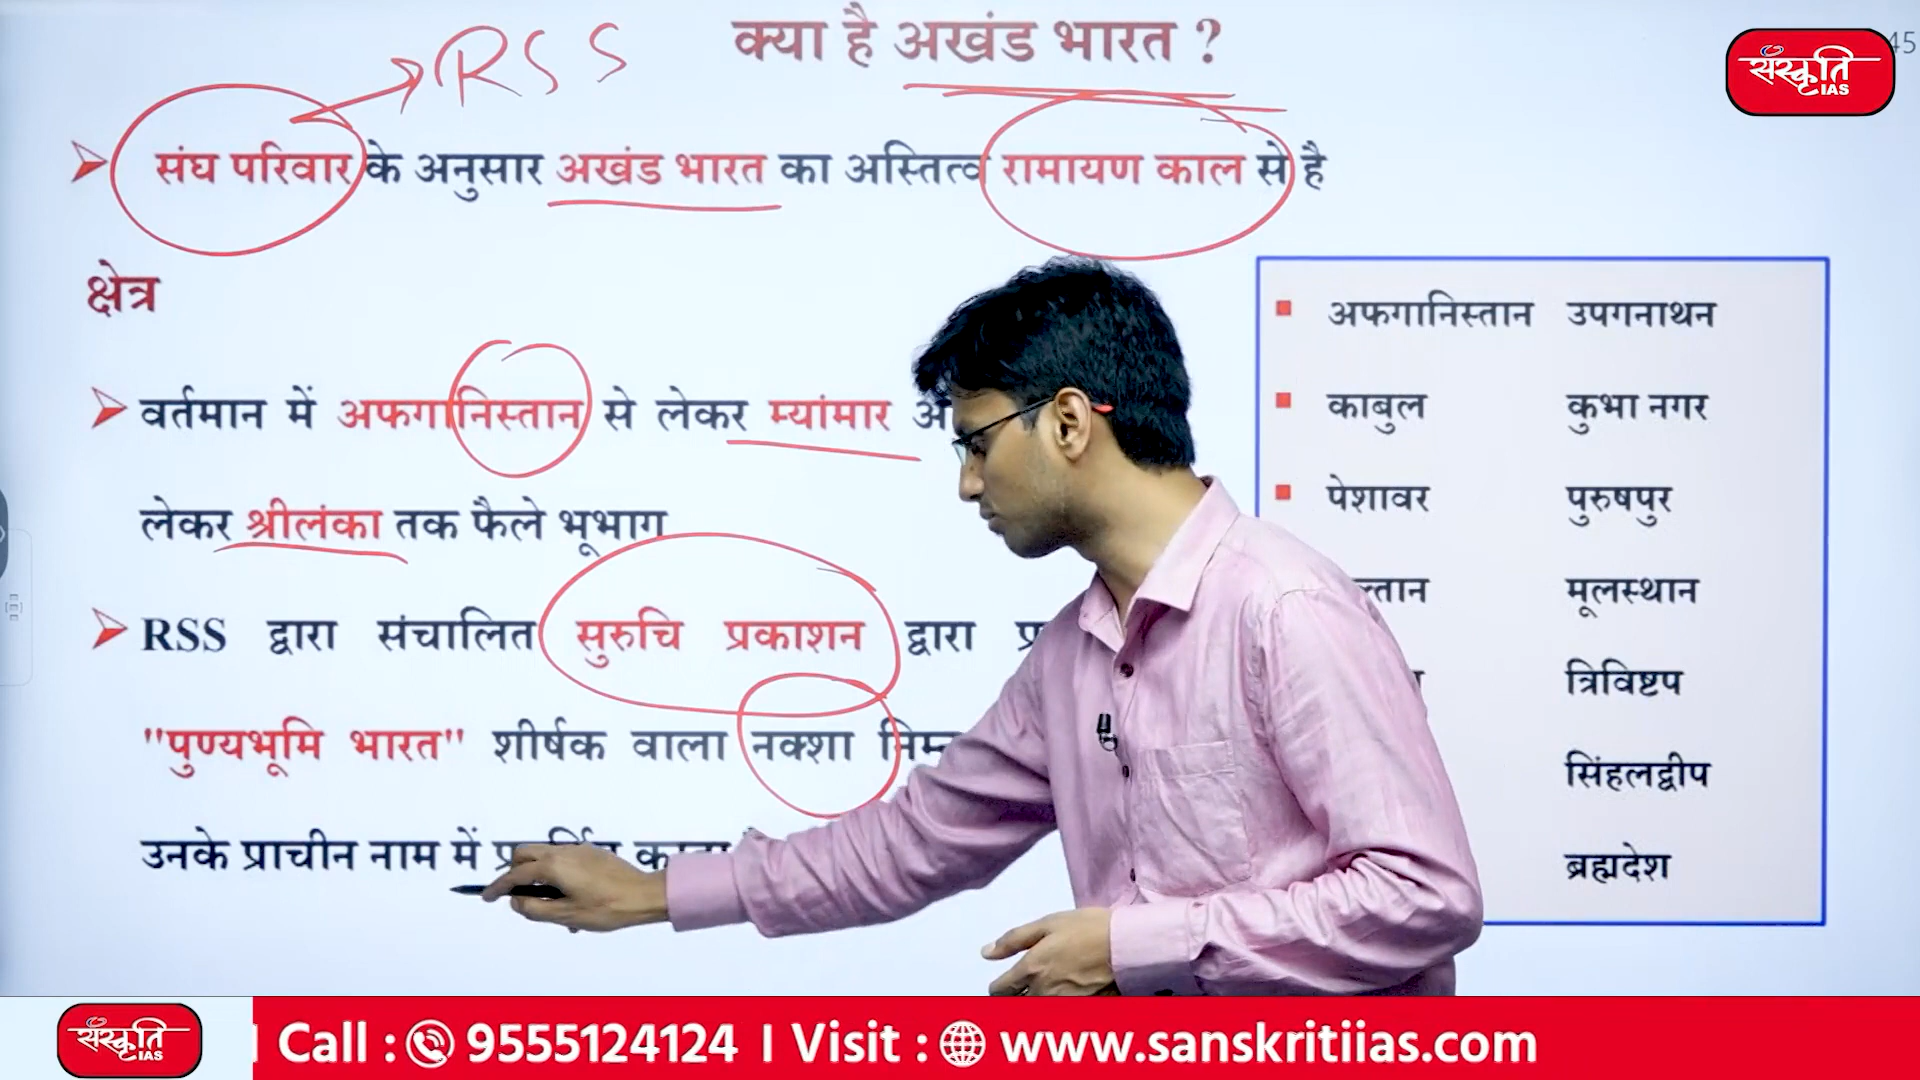 RSS
क्या है अखंड भारत ?
45
संस्कृति
IAS
संघ परिवार के अनुसार अखंड भारत का अस्तित्व रामायण काल से है
क्षेत्र
वर्तमान में अफगानिस्तान से लेकर म्यांमार
लेकर श्रीलंका तक फैले भूभाग
RSS द्वारा संचालित सुरुचि प्रकाशन द्वारा
"पुण्यभूमि भारत" शीर्षक वाला नक्शा
उनके प्राचीन नाम में
अफगानिस्तान उपगनाथन
काबुल कुभा नगर
पेशावर पुरुषपुर
मूलस्थान
त्रिविष्टप
सिंहलद्वीप
ब्रह्मदेश
संस्कृति
IAS
Call : 9555124124 I Visit : www.sanskritiias.com